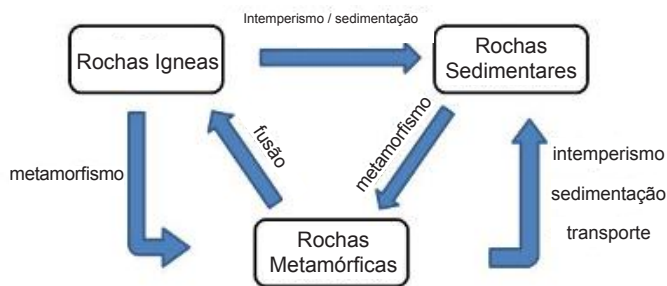 Intemperismo / sedimentação
Rochas Igneas
Rochas
Sedimentares
metamorfismo
fusão
metamorfismo
intemperismo
sedimentação
transporte
Rochas
Metamórficas